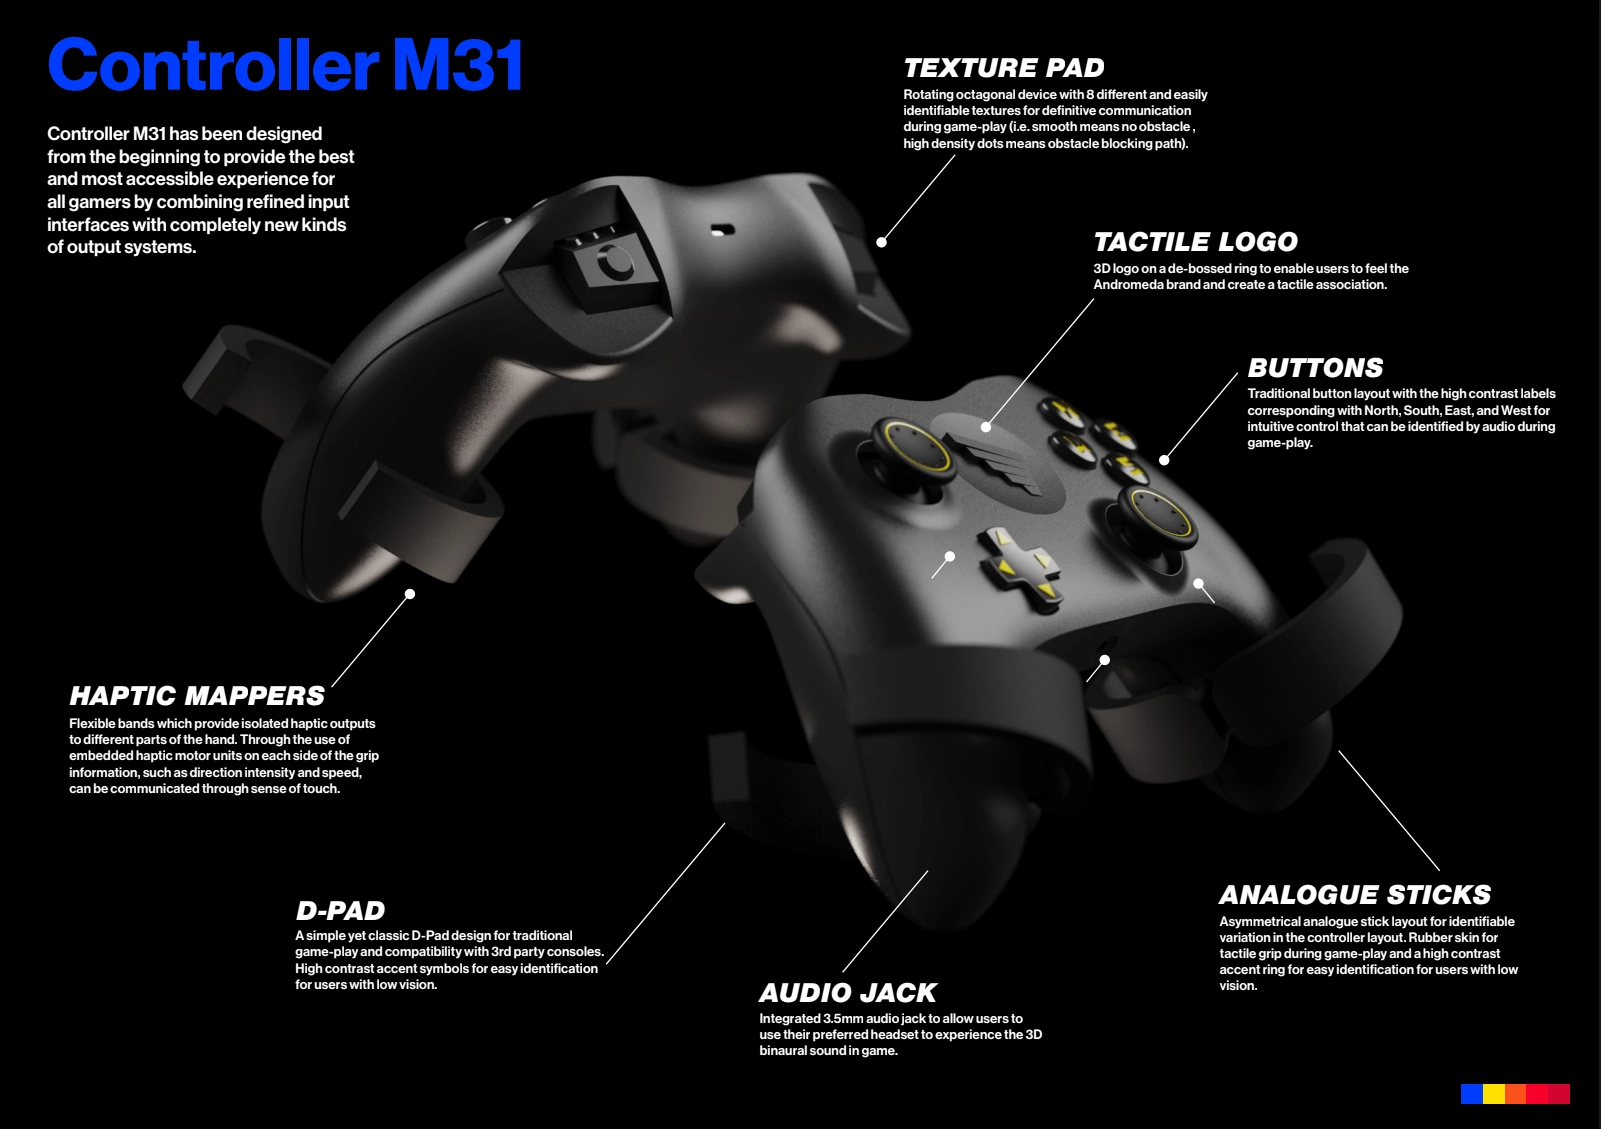 Controller M31
Controller M31 has been designed
from the beginning to provide the best
and most accessible experience for
all gamers by combining refined input
interfaces with completely new kinds
of output systems.
TEXTURE PAD
Rotating octagonal device with 8 different and easily
identifiable textures for definitive communication
during game-play (i.e. smooth means no obstacle ,
high density dots means obstacle blocking path).
TACTILE LOGO
3D logo on a de-bossed ring to enable users to feel the
Andromeda brand and create a tactile association.
BUTTONS
Traditional button layout with the high contrast labels
corresponding with North, South, East, and West for
intuitive control that can be identified by audio during
game-play.
HAPTIC MAPPERS
Flexible bands which provide isolated haptic outputs
to different parts of the hand. Through the use of
embedded haptic motor units on each side of the grip
information, such as direction intensity and speed,
can be communicated through sense of touch.
D-PAD
A simple yet classic D-Pad design for traditional
game-play and compatibility with 3rd party consoles.
High contrast accent symbols for easy identification
for users with low vision.
AUDIO JACK
Integrated 3.5mm audio jack to allow users to
use their preferred headset to experience the 3D
binaural sound in game.
ANALOGUE STICKS
Asymmetrical analogue stick layout for identifiable
variation in the controller layout. Rubber skin for
tactile grip during game-play and a high contrast
accent ring for easy identification for users with low
vision.